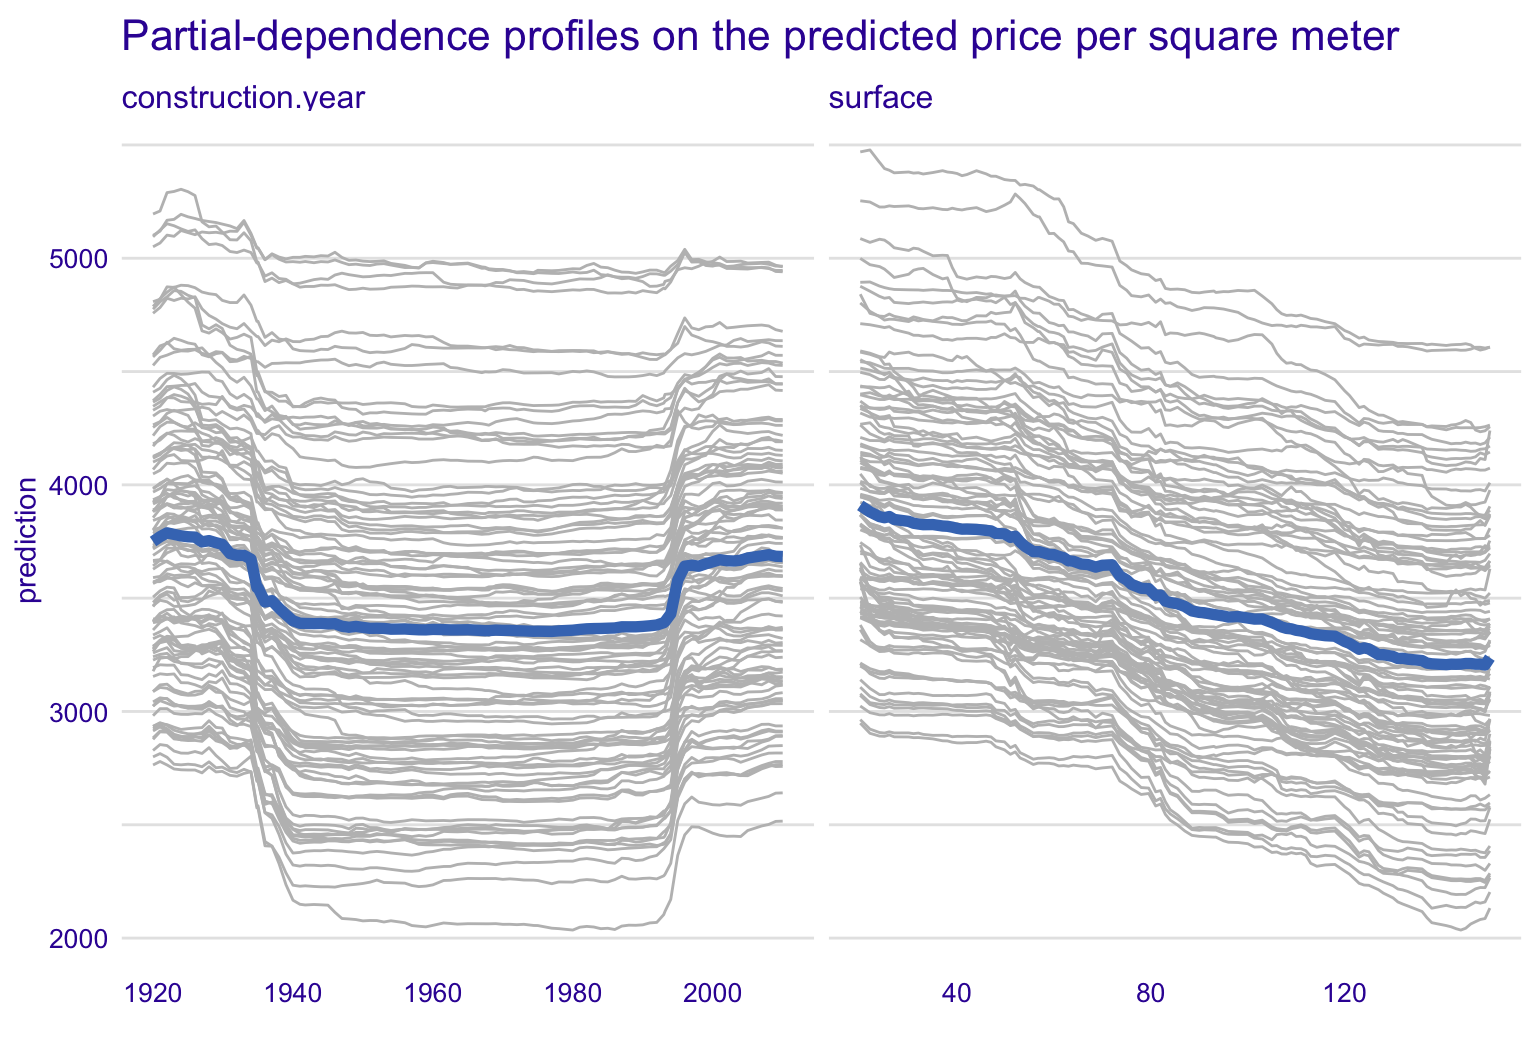 Partial-dependence profiles on the predicted price per square meter
construction.year
surface
prediction
5000
4000
3000
2000
1920 1940 1960 1980 2000
40 80 120